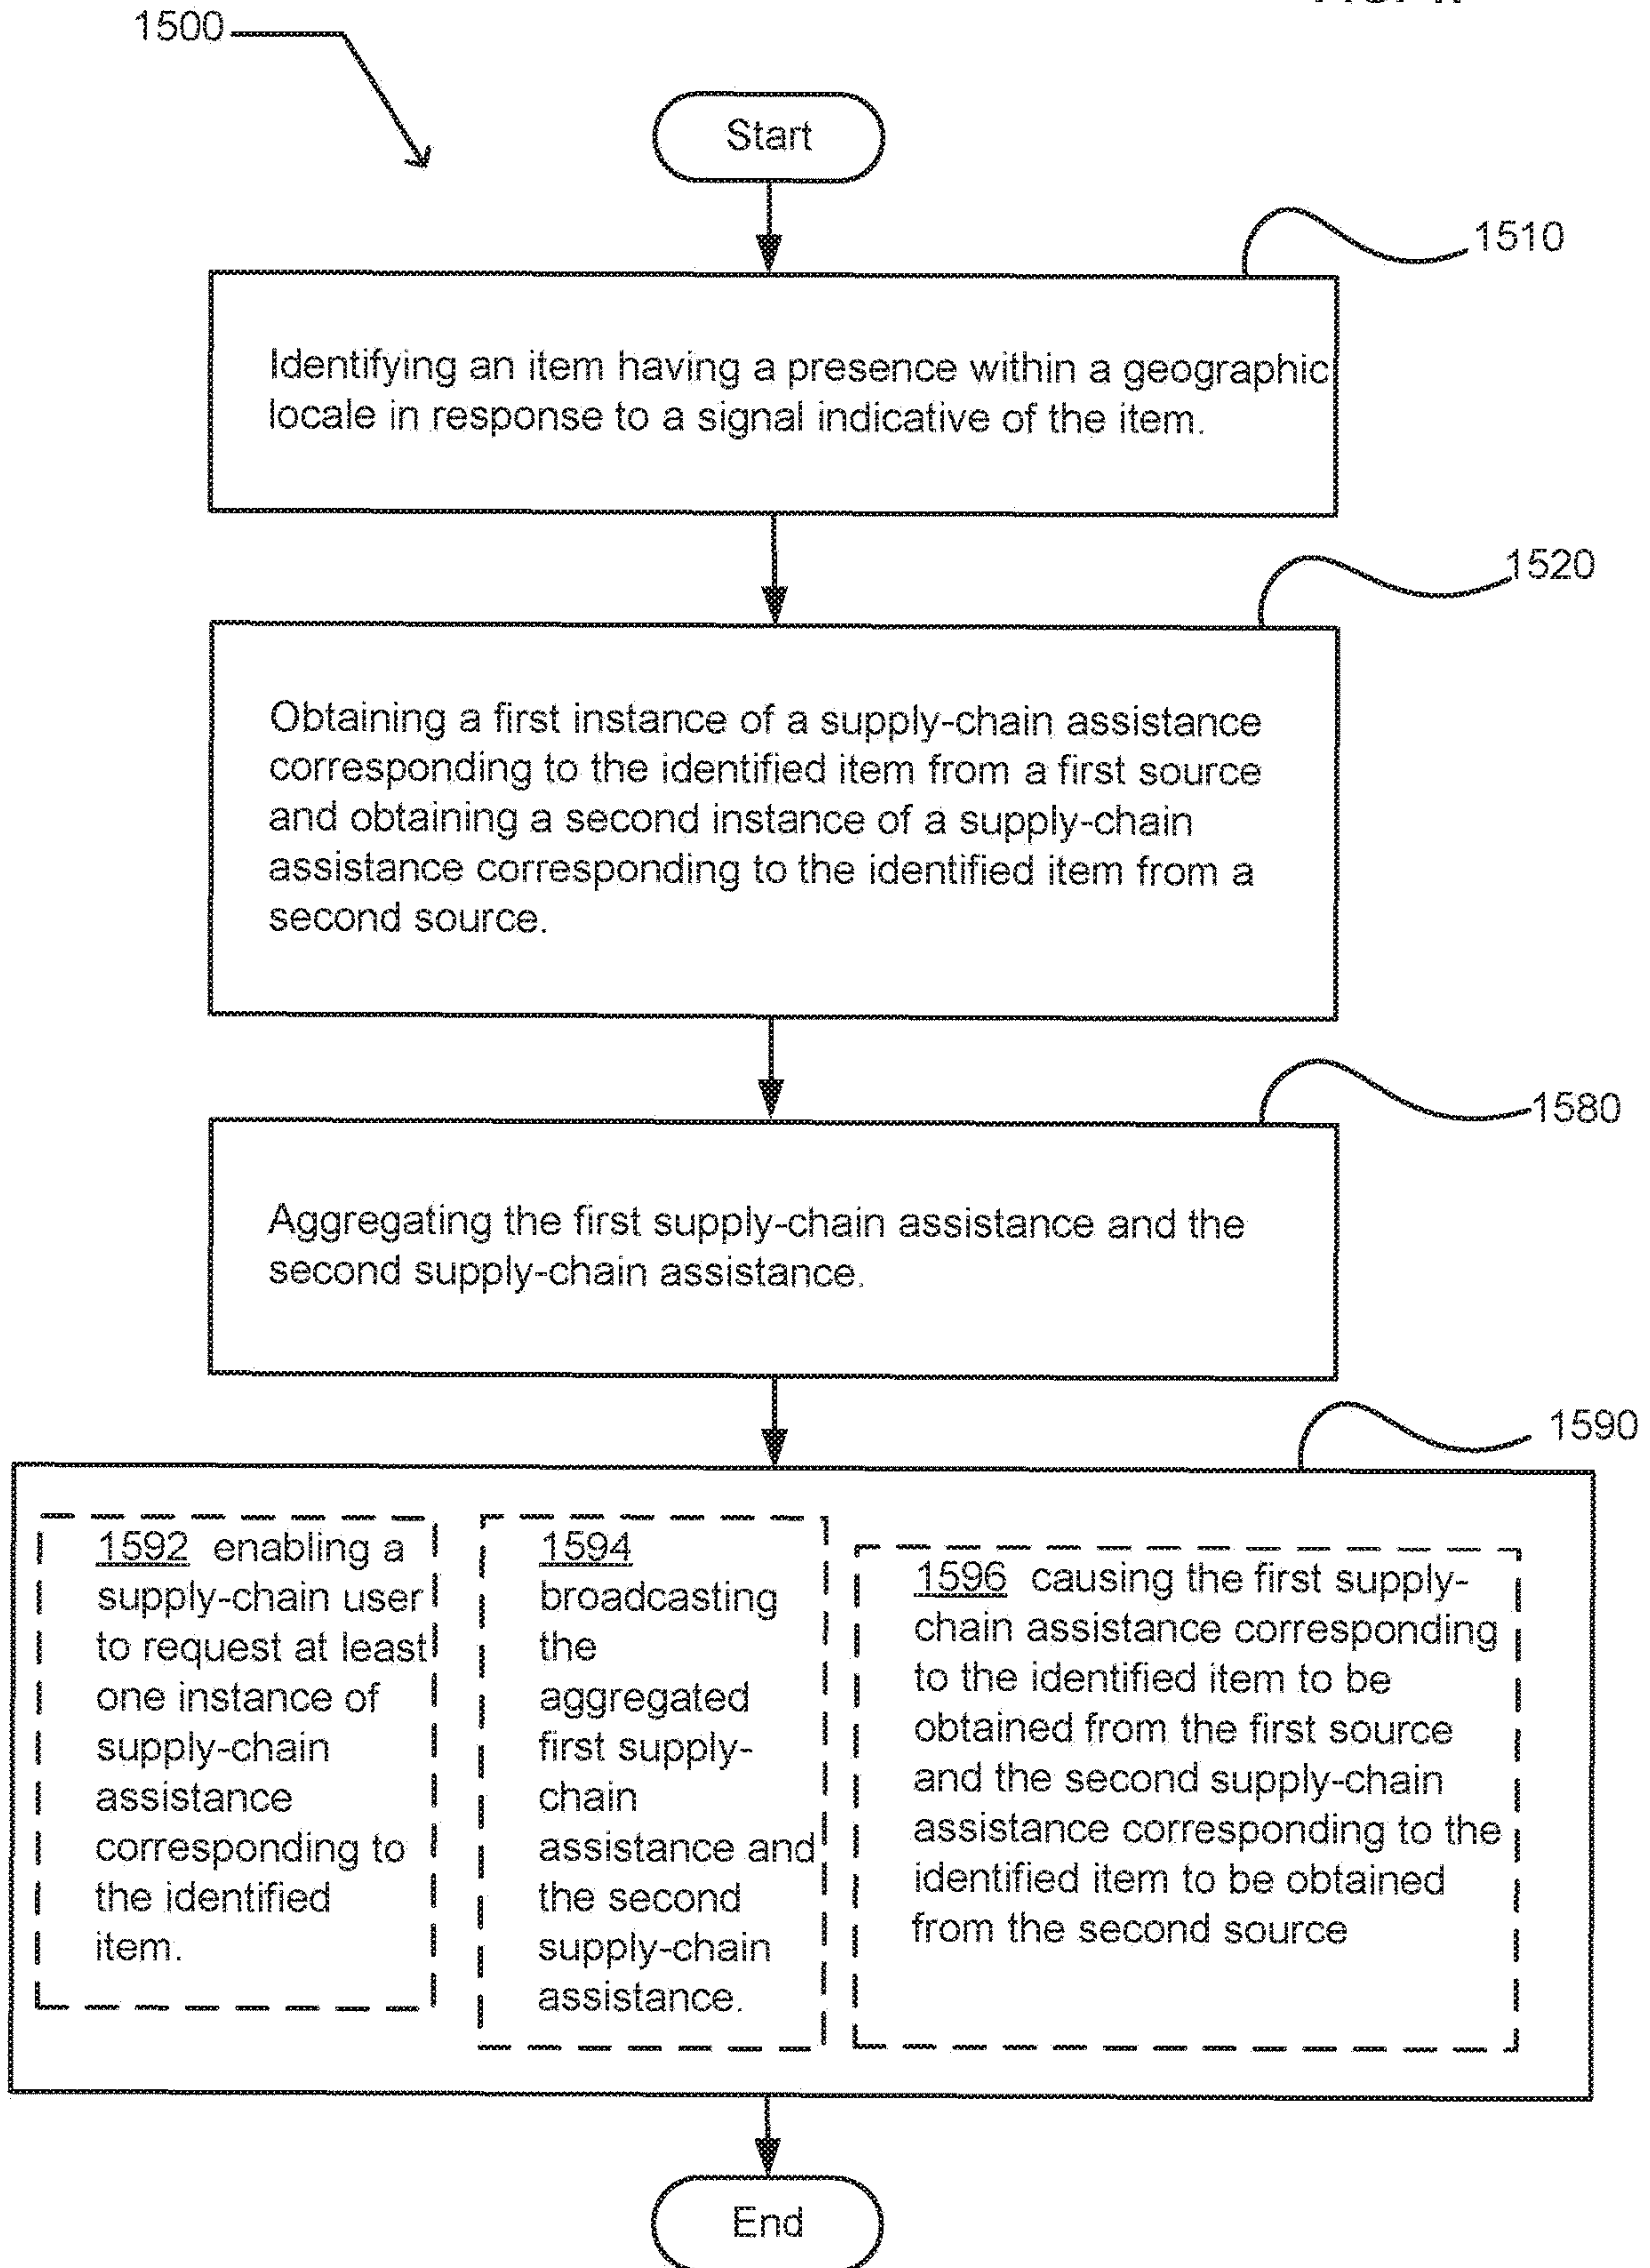 1500
Start
1510
Identifying an item having a presence within a geographic
locale in response to a signal indicative of the item.
1520
Obtaining a first instance of a supply-chain assistance
corresponding to the identified item from a first source
and obtaining a second instance of a supply-chain
assistance corresponding to the identified item from a
second source.
1580
Aggregating the first supply-chain assistance and the
second supply-chain assistance.
1590
1592 enabling a
supply-chain user
to request at least
one instance of
supply-chain
assistance
corresponding to
the identified
item.
1594
broadcasting
the
aggregated
first supply-
chain
assistance and
the second
supply-chain
assistance.
1596 causing the first supply-
chain assistance corresponding
to the identified item to be
obtained from the first source
and the second supply-chain
assistance corresponding to the
identified item to be obtained
from the second source
End